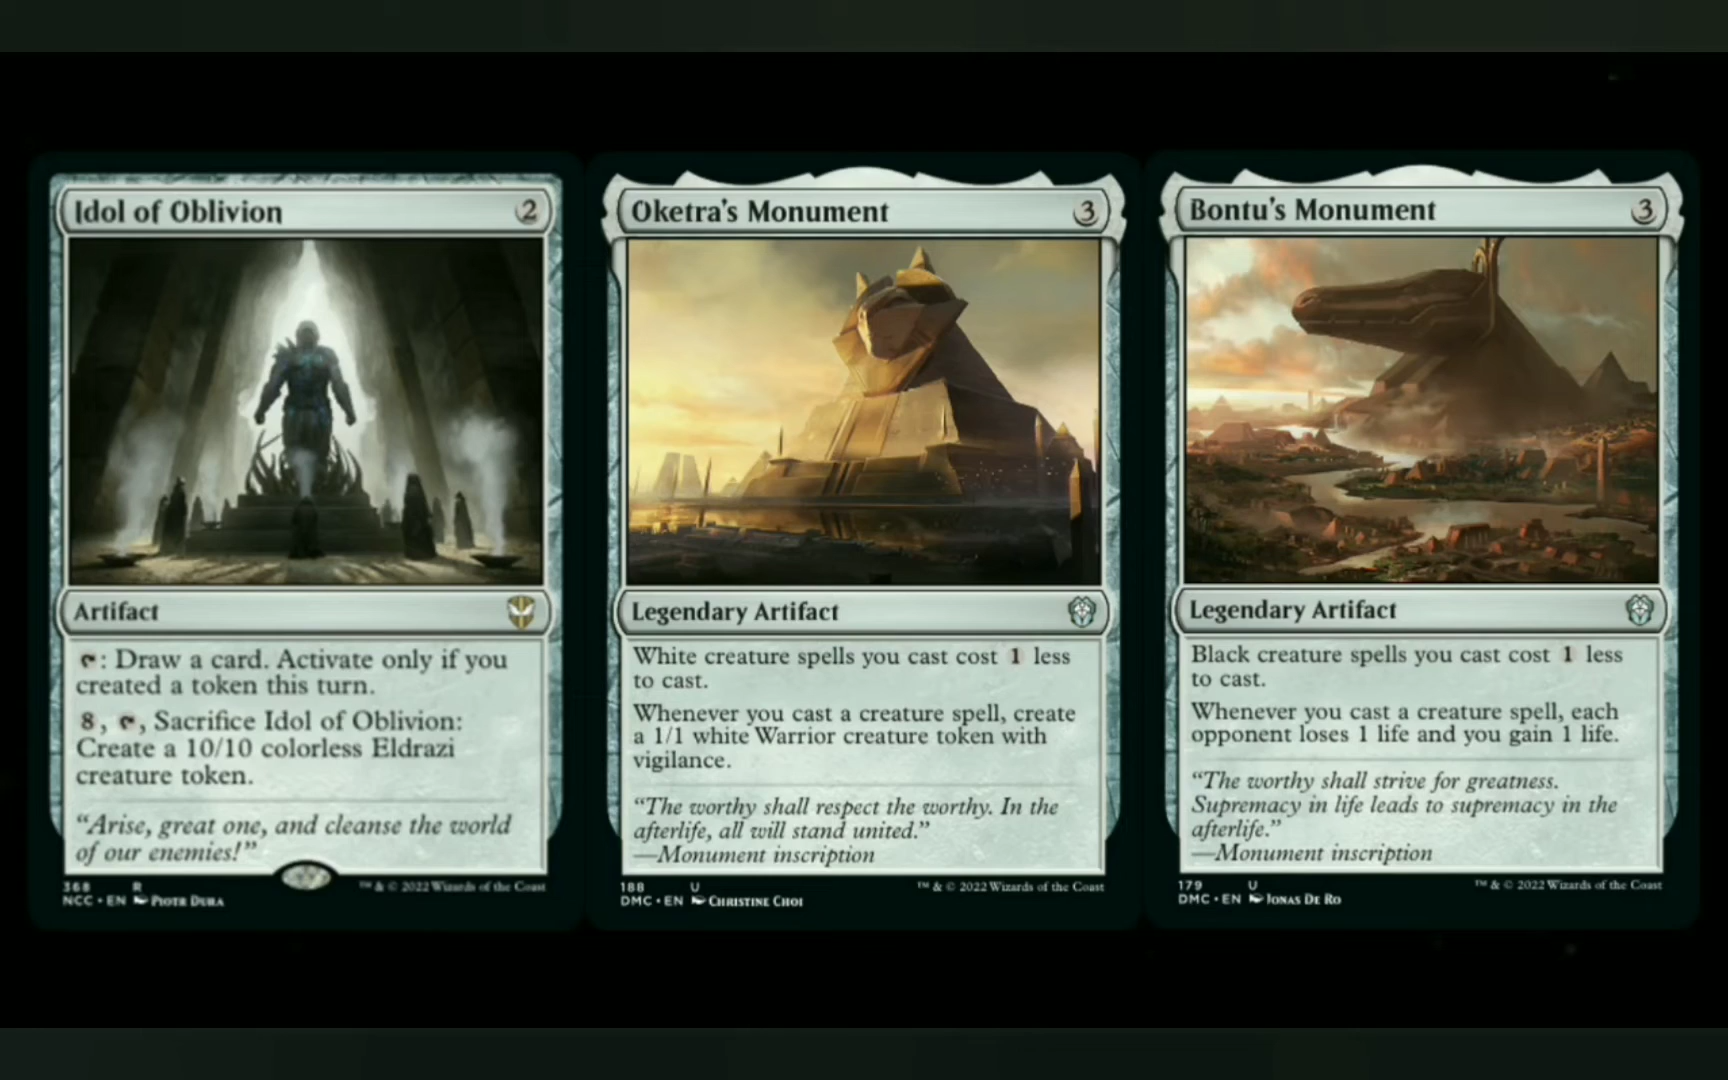 Idol of Oblivion 2
Artifact
T: Draw a card. Activate only if you
created a token this turn.
8, T, Sacrifice Idol of Oblivion:
Create a 10/10 colorless Eldrazi
creature token.
“Arise, great one, and cleanse the world
of our enemies!”
368 R
NCC • EN PIOTR DURA
™ & © 2022 Wizards of the Coast
Oketra's Monument 3
Legendary Artifact
White creature spells you cast cost 1 less
to cast.
Whenever you cast a creature spell, create
a 1/1 white Warrior creature token with
vigilance.
“The worthy shall respect the worthy. In the
afterlife, all will stand united.”
—Monument inscription
188 U
DMC • EN CHRISTINE CHOI
™ & © 2022 Wizards of the Coast
Bontu's Monument 3
Legendary Artifact
Black creature spells you cast cost 1 less
to cast.
Whenever you cast a creature spell, each
opponent loses 1 life and you gain 1 life.
“The worthy shall strive for greatness.
Supremacy in life leads to supremacy in the
afterlife.”
—Monument inscription
179 U
DMC • EN JONAS DE RO
™ & © 2022 Wizards of the Coast